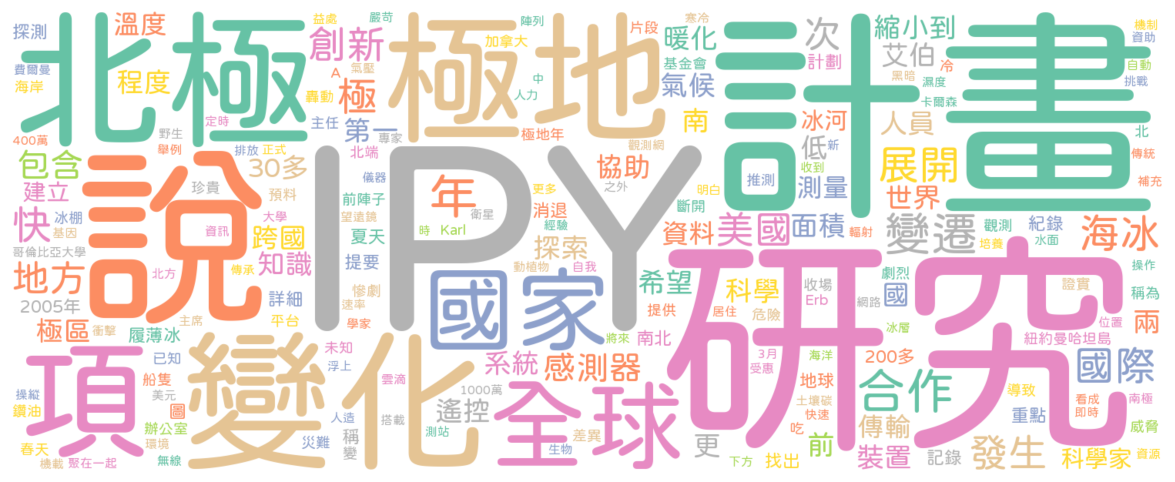 北極
極地
計畫
說
IPY
研究
項
變化
國家
全球
探測
溫度
益處
嚴苛
陣列
片段
寒冷
次
縮小到
機制
資助
費爾曼
程度
創新
加拿大
暖化
艾伯
計劃
自動
海岸
氣壓
基金會
黑暗
冷
挑戰
A
中
氣候
濕度
轟動
極
人力
卡爾森
400萬
定時
主任
第一
專家
極地年
南
冰河
人員
北
野生
觀測網
低
新
傳統
包含
舉例
排放
正式
北端
協助
收到
展開
補充
建立
30多
儀器
推測
測量
珍貴
預料
前陣子
年
更多
之外
明白
世界
快
冰棚
基因
大學
望遠鏡
衛星
消退
斷開
美國
面積
變遷
觀測
紀錄
海冰
資訊
跨國
夏天
時
Karl
經驗
資料
輻射
培養
水面
哥倫比亞大學
知識
探索
地方
北方
傳承
提要
動植物
自我
希望
科學
劇烈
收場
證實
操作
2005年
詳細
慘劇
提供
居住
危險
Erb
國
網路
稱為
主席
平台
速率
極區
衝擊
履薄冰
學家
將來
南北
冰層
位置
兩
紐約曼哈坦島
已知
未知
系統
感測器
3月
海洋
200多
國際
船隻
浮上
雲滴
受惠
操縱
美元
1000萬
地球
合作
導致
看成
南極
鑽油
圖
人造
搭載
遙控
土壤碳
快速
即時
辦公室
稱
吃
重點
春天
環境
災難
變
測站
差異
更
前
傳輸
威脅
機載
聚在一起
無線
生物
下方
找出
裝置
記錄
發生
科學家
資源